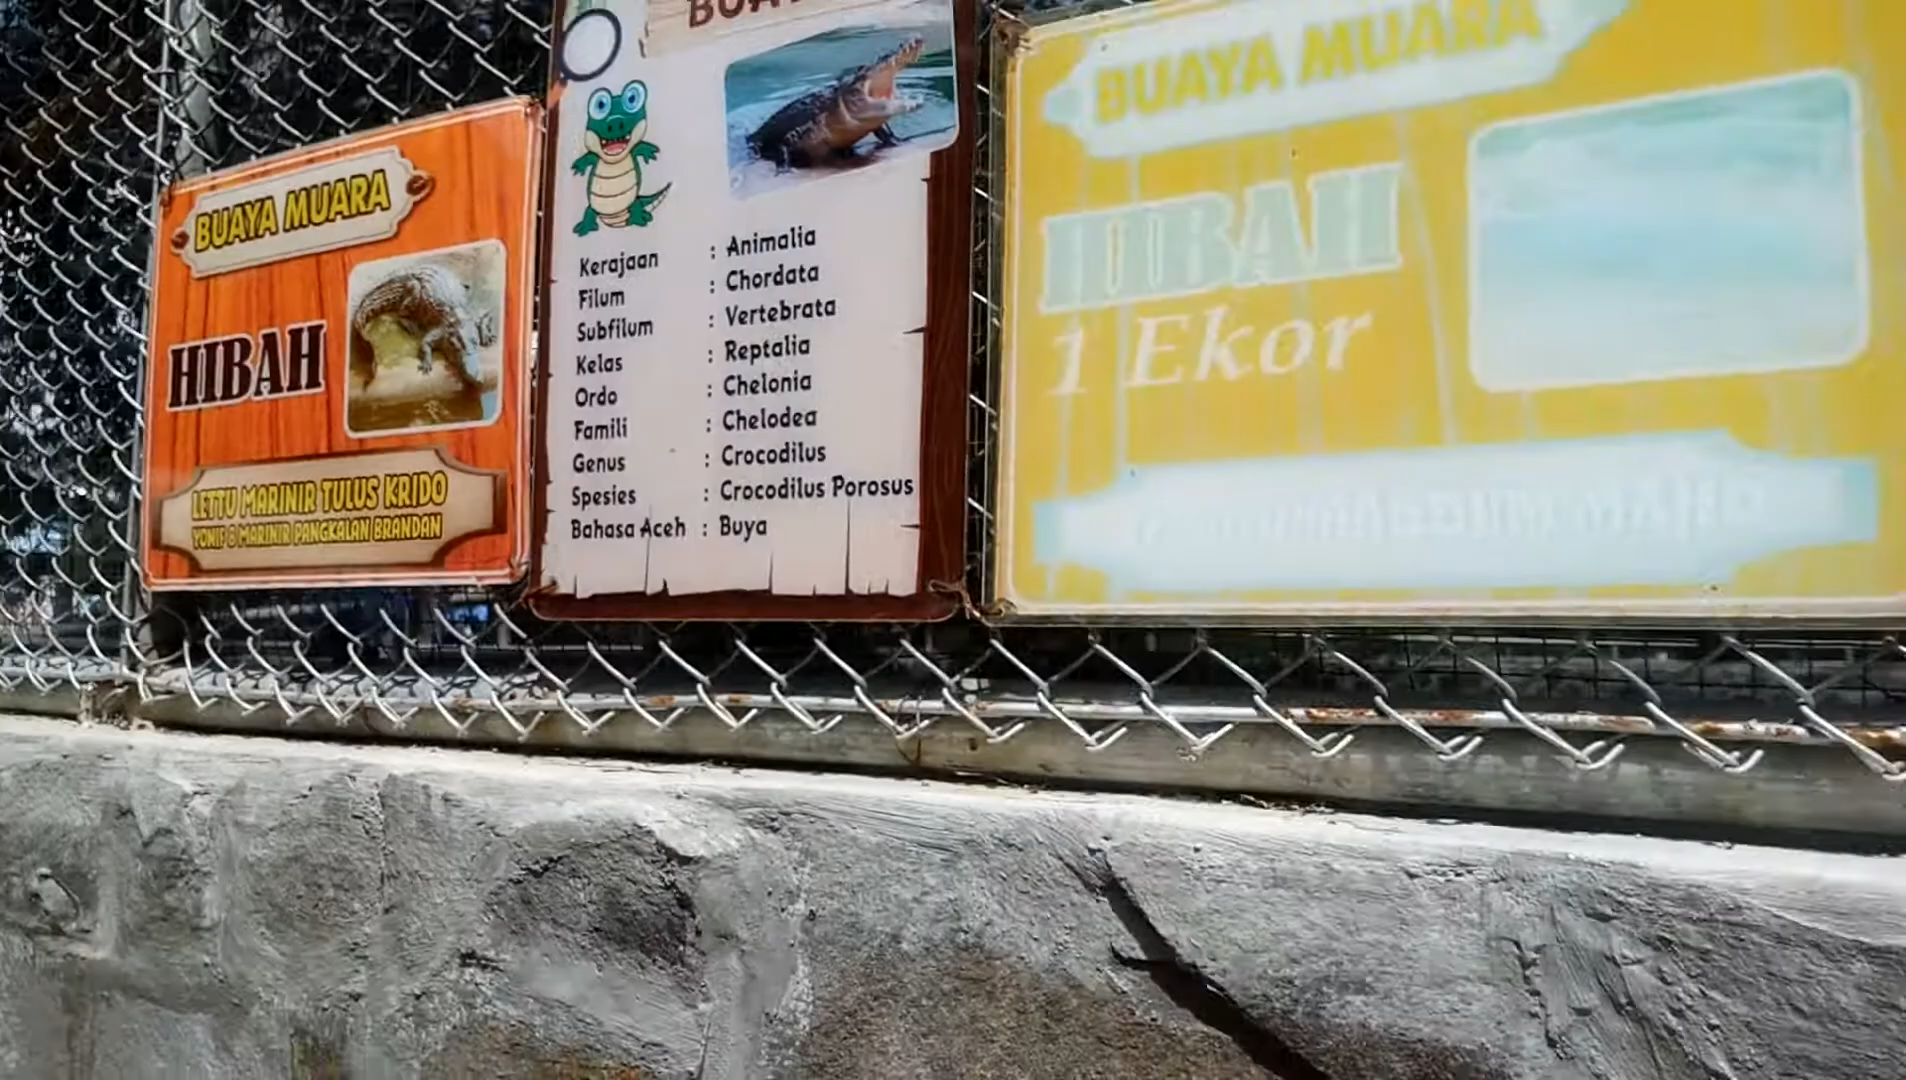 BUAYA MUARA
HIBAH
LETTU MARINIR TULUS KRIDO
YONIF 8 MARINIR PANGKALAN BRANDAN
Kerajaan : Animalia
Filum : Chordata
Subfilum : Vertebrata
Kelas : Reptalia
Ordo : Chelonia
Famili : Chelodea
Genus : Crocodilus
Spesies : Crocodilus Porosus
Bahasa Aceh : Buya
BUAYA MUARA
HIBAH
1 Ekor